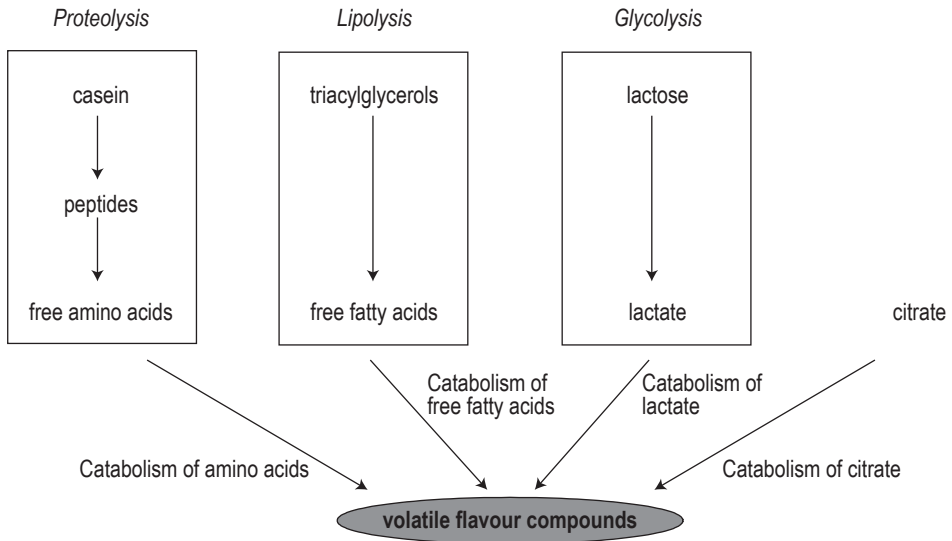 Proteolysis
Lipolysis
Glycolysis
casein
triacylglycerols
lactose
peptides
free amino acids
free fatty acids
lactate
citrate
Catabolism of
free fatty acids
Catabolism of
lactate
Catabolism of amino acids
Catabolism of citrate
volatile flavour compounds